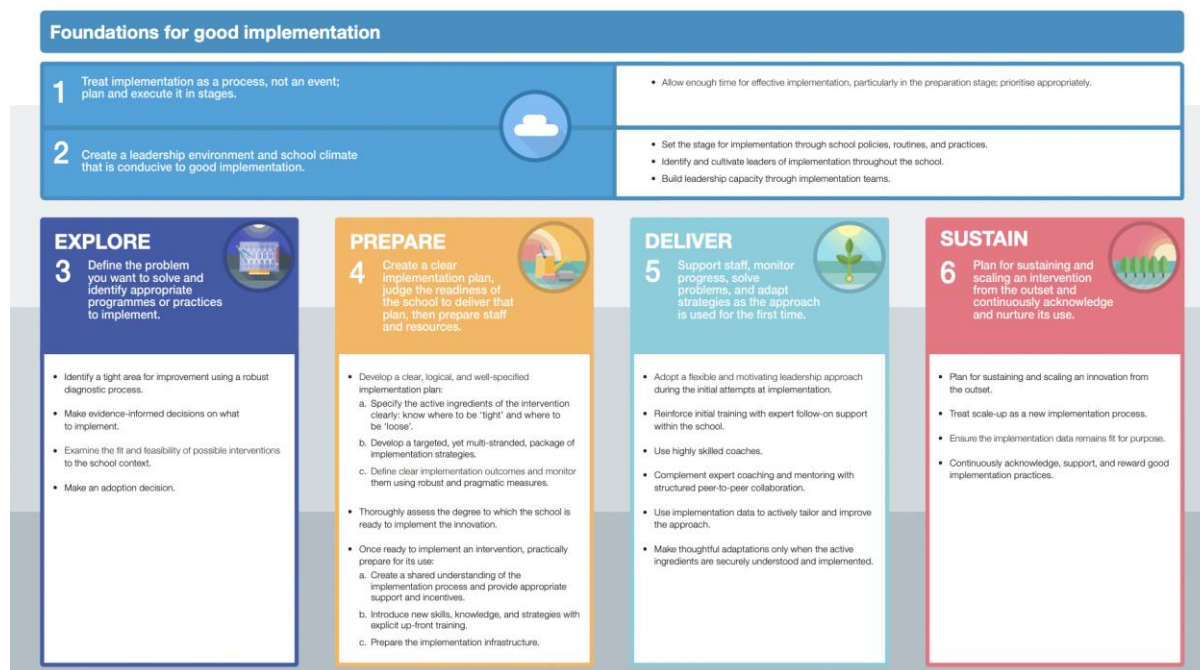 Foundations for good implementation
1
Treat implementation as a process, not an event;
plan and execute it in stages.
• Allow enough time for effective implementation, particularly in the preparation stage; prioritise appropriately.
2
Create a leadership environment and school climate
that is conducive to good implementation.
• Set the stage for implementation through school policies, routines, and practices.
• Identify and cultivate leaders of implementation throughout the school.
• Build leadership capacity through implementation teams.
EXPLORE
3
Define the problem
you want to solve and
identify appropriate
programmes or practices
to implement.
• Identify a tight area for improvement using a robust
diagnostic process.
• Make evidence-informed decisions on what
to implement.
• Examine the fit and feasibility of possible interventions
to the school context.
• Make an adoption decision.
PREPARE
4
Create a clear
implementation plan,
judge the readiness of
the school to deliver that
plan, then prepare staff
and resources.
• Develop a clear, logical, and well-specified
implementation plan:
a. Specify the active ingredients of the intervention
clearly: know where to be 'tight' and where to
be 'loose'.
b. Develop a targeted, yet multi-stranded, package of
implementation strategies.
c. Define clear implementation outcomes and monitor
them using robust and pragmatic measures.
• Thoroughly assess the degree to which the school is
ready to implement the innovation.
• Once ready to implement an intervention, practically
prepare for its use:
a. Create a shared understanding of the
implementation process and provide appropriate
support and incentives.
b. Introduce new skills, knowledge, and strategies with
explicit up-front training.
c. Prepare the implementation infrastructure.
DELIVER
5
Support staff, monitor
progress, solve
problems, and adapt
strategies as the approach
is used for the first time.
• Adopt a flexible and motivating leadership approach
during the initial attempts at implementation.
• Reinforce initial training with expert follow-on support
within the school.
• Use highly skilled coaches.
• Complement expert coaching and mentoring with
structured peer-to-peer collaboration.
• Use implementation data to actively tailor and improve
the approach.
• Make thoughtful adaptations only when the active
ingredients are securely understood and implemented.
SUSTAIN
6
Plan for sustaining and
scaling an intervention
from the outset and
continuously acknowledge
and nurture its use.
• Plan for sustaining and scaling an innovation from
the outset.
• Treat scale-up as a new implementation process.
• Ensure the implementation data remains fit for purpose.
• Continuously acknowledge, support, and reward good
implementation practices.